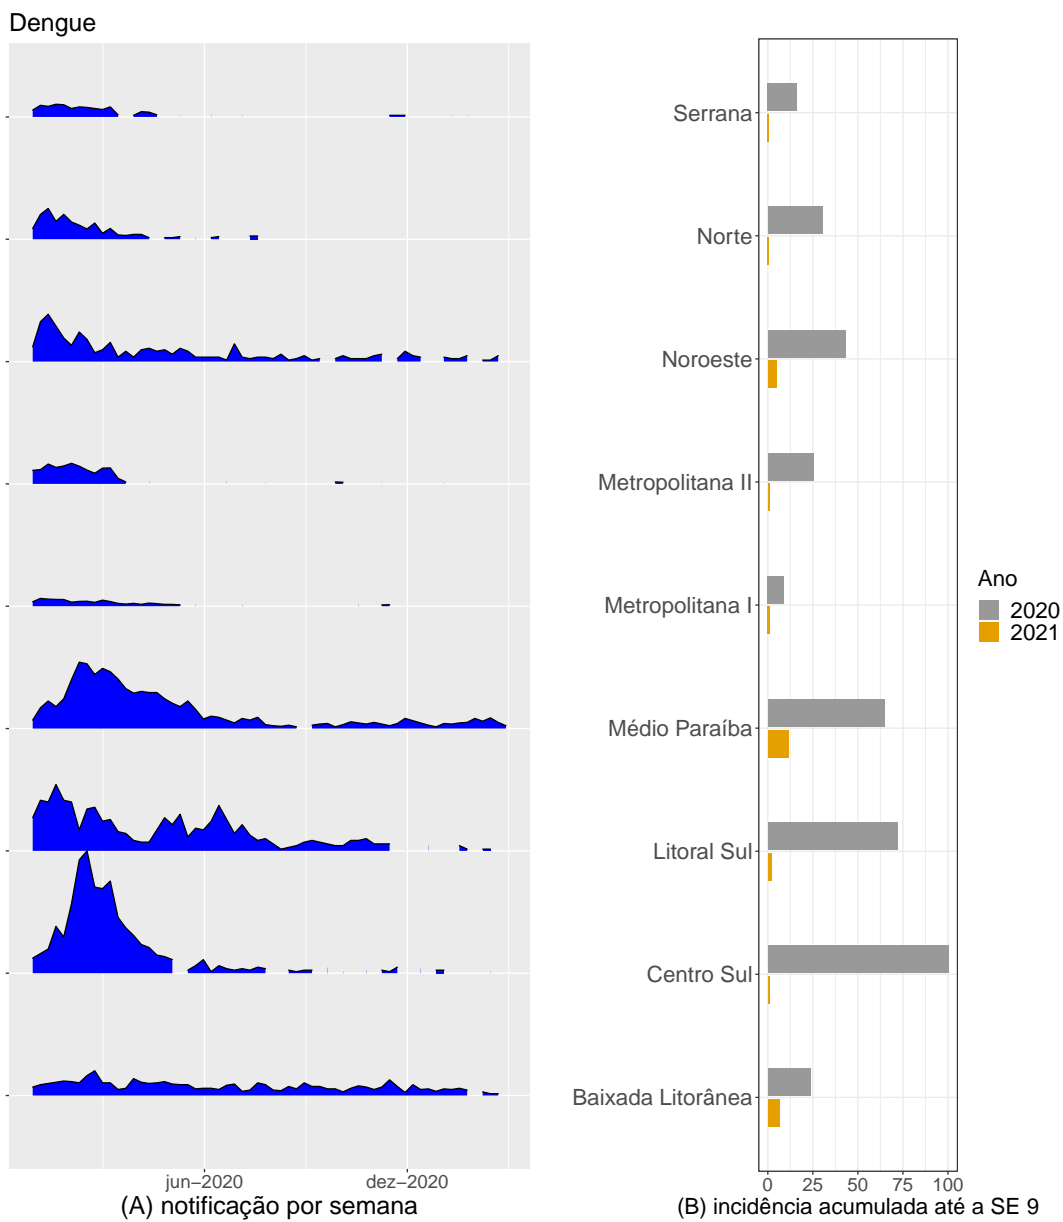 Dengue
Serrana
Norte
Noroeste
Metropolitana II
Metropolitana I
Médio Paraíba
Litoral Sul
Centro Sul
Baixada Litorânea
jun–2020
dez–2020
(A) notificação por semana
0
25
50
75
100
(B) incidência acumulada até a SE 9
Ano
2020
2021